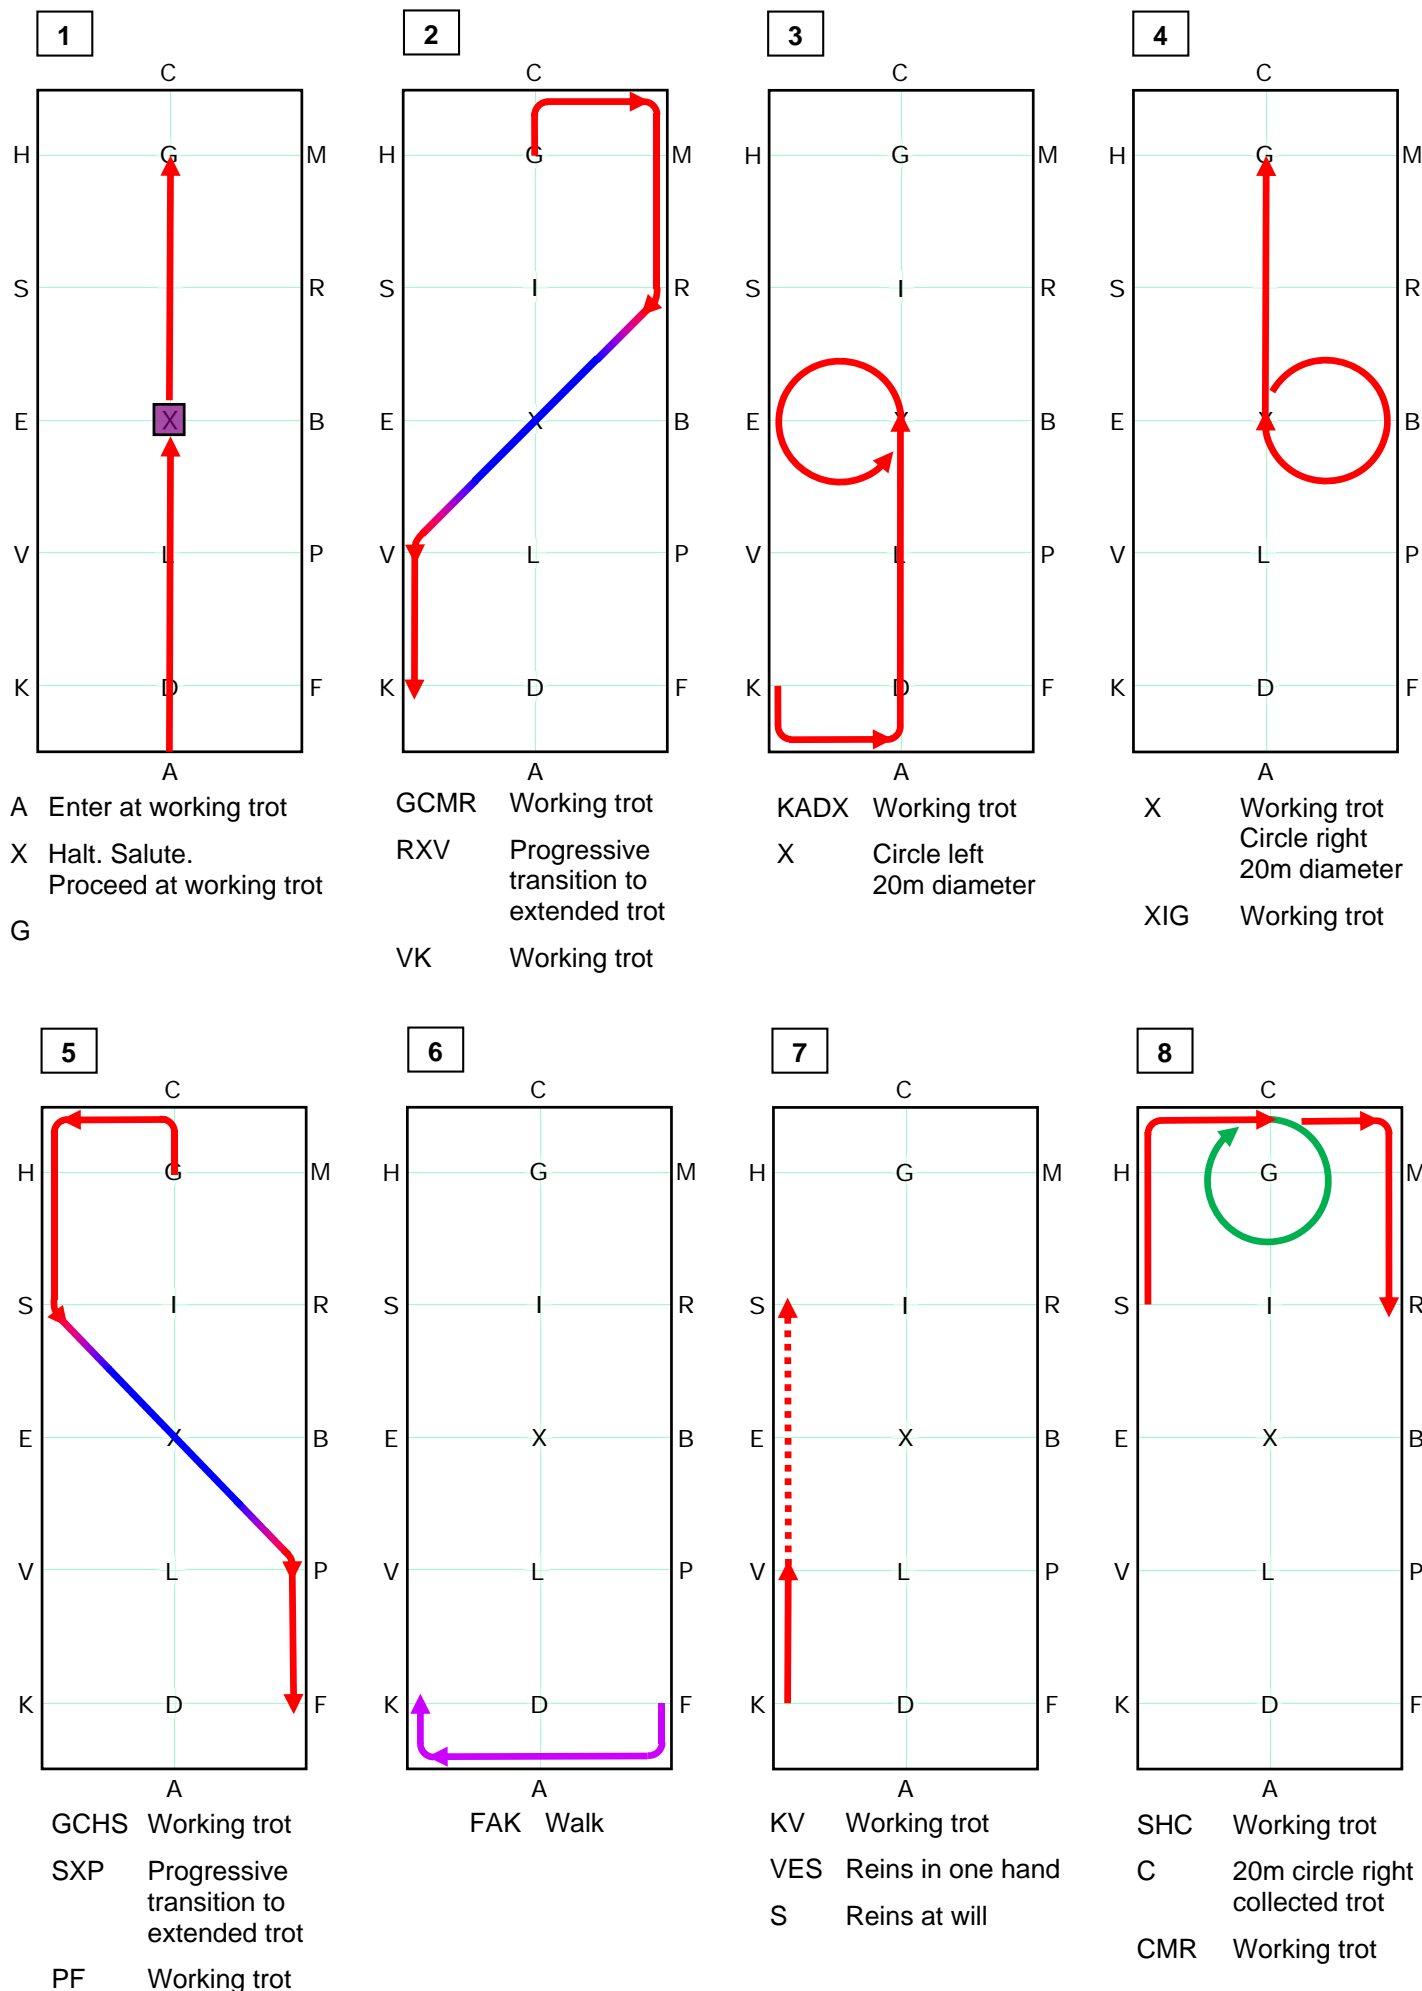 1
C
H G M
S R
E X B
V L P
K D F
A
A Enter at working trot
X Halt. Salute.
Proceed at working trot
G
2
C
H G M
S I R
E X B
V L P
K D F
A
GCMR Working trot
RXV Progressive
transition to
extended trot
VK Working trot
3
C
H G M
S I R
E X B
V L P
K D F
A
KADX Working trot
X Circle left
20m diameter
4
C
H G M
S R
E X B
V L P
K D F
A
X Working trot
Circle right
20m diameter
XIG Working trot
5
C
H G M
S I R
E X B
V L P
K D F
A
GCHS Working trot
SXP Progressive
transition to
extended trot
PF Working trot
6
C
H G M
S I R
E X B
V L P
K D F
A
FAK Walk
7
C
H G M
S I R
E X B
V L P
K D F
A
KV Working trot
VES Reins in one hand
S Reins at will
8
C
H G M
S I R
E X B
V L P
K D F
A
SHC Working trot
C 20m circle right
collected trot
CMR Working trot